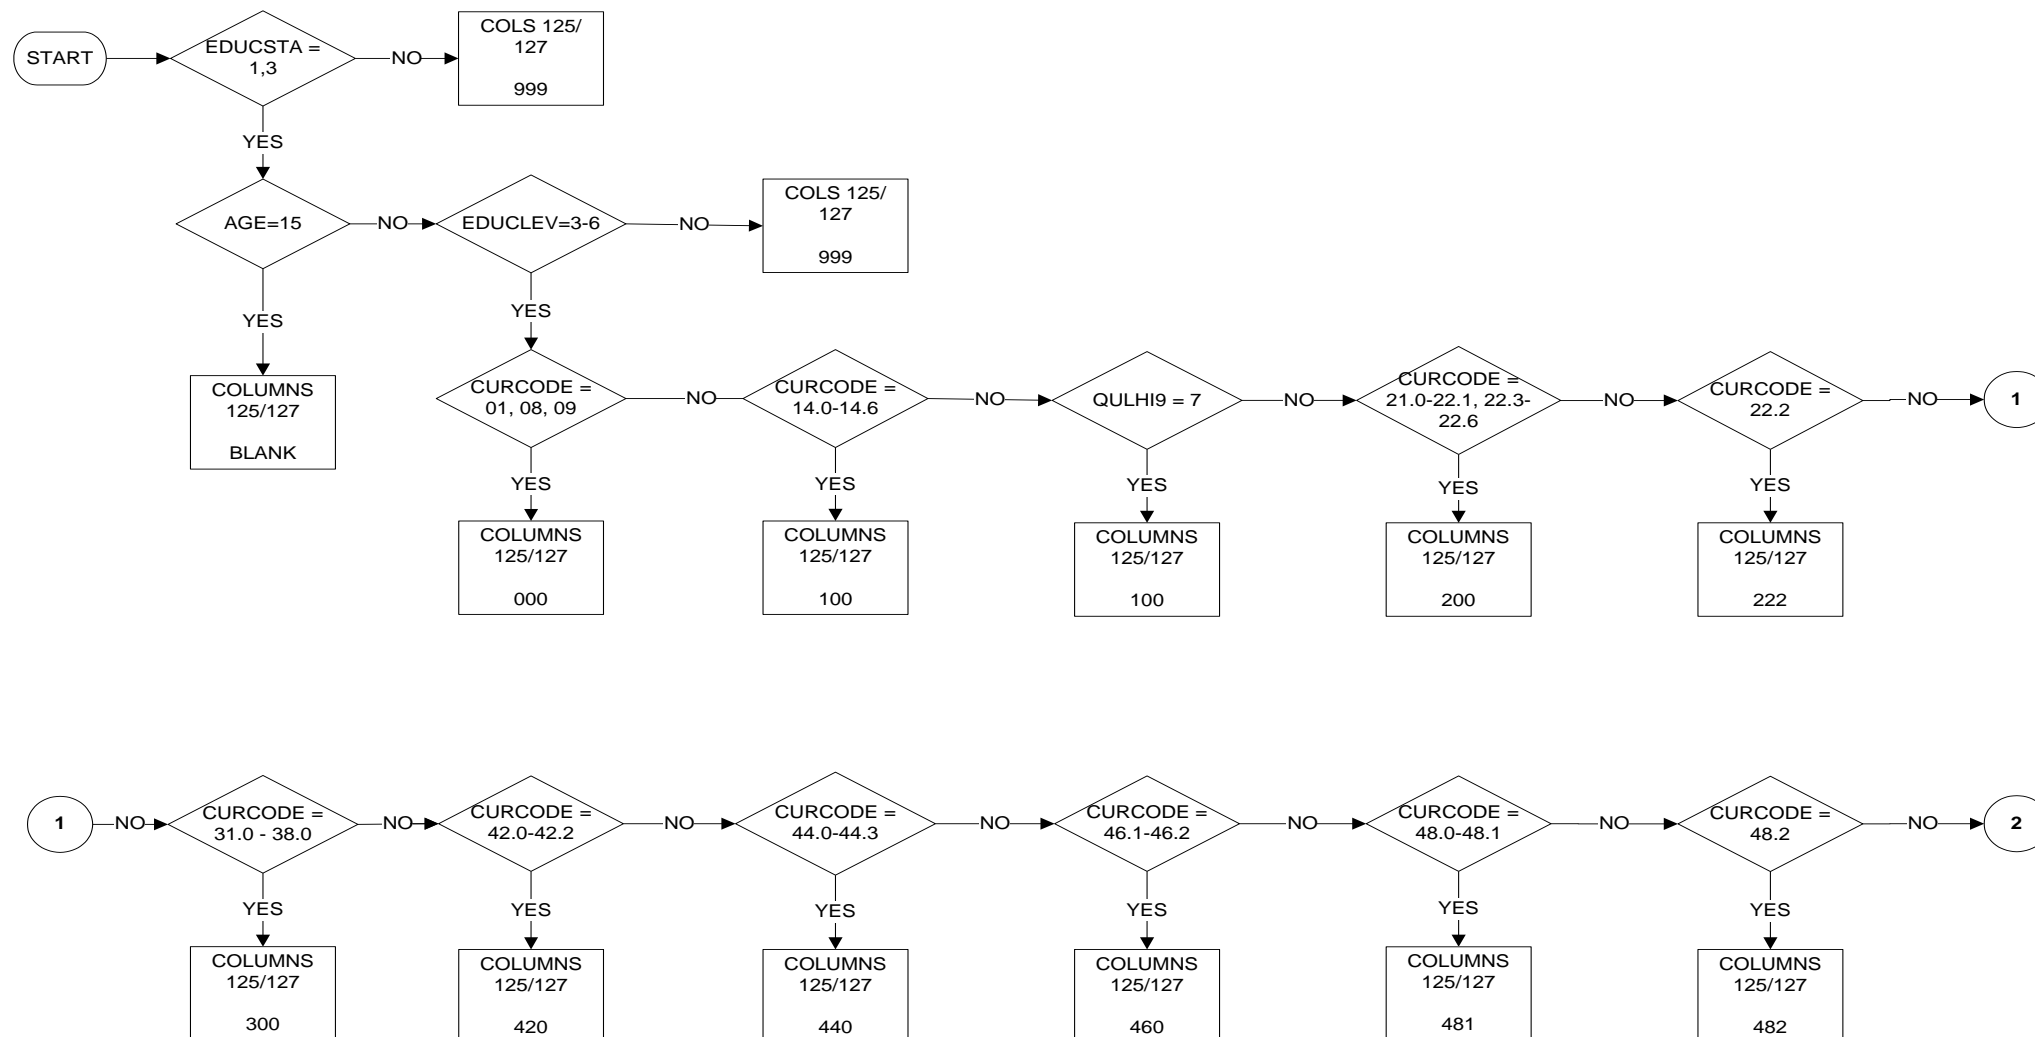 START
EDUCSTA =
1,3
NO
COLS 125/
127
999
YES
AGE=15
NO
EDUCLEV=3-6
NO
COLS 125/
127
999
YES
YES
COLUMNS
125/127
BLANK
CURCODE =
01, 08, 09
NO
CURCODE =
14.0-14.6
NO
QULHI9 = 7
NO
CURCODE =
21.0-22.1, 22.3-
22.6
NO
CURCODE =
22.2
NO
1
YES
YES
YES
YES
YES
COLUMNS
125/127
000
COLUMNS
125/127
100
COLUMNS
125/127
100
COLUMNS
125/127
200
COLUMNS
125/127
222
1
NO
CURCODE =
31.0 - 38.0
NO
CURCODE =
42.0-42.2
NO
CURCODE =
44.0-44.3
NO
CURCODE =
46.1-46.2
NO
CURCODE =
48.0-48.1
NO
CURCODE =
48.2
NO
2
YES
YES
YES
YES
YES
YES
COLUMNS
125/127
300
COLUMNS
125/127
420
COLUMNS
125/127
440
COLUMNS
125/127
460
COLUMNS
125/127
481
COLUMNS
125/127
482